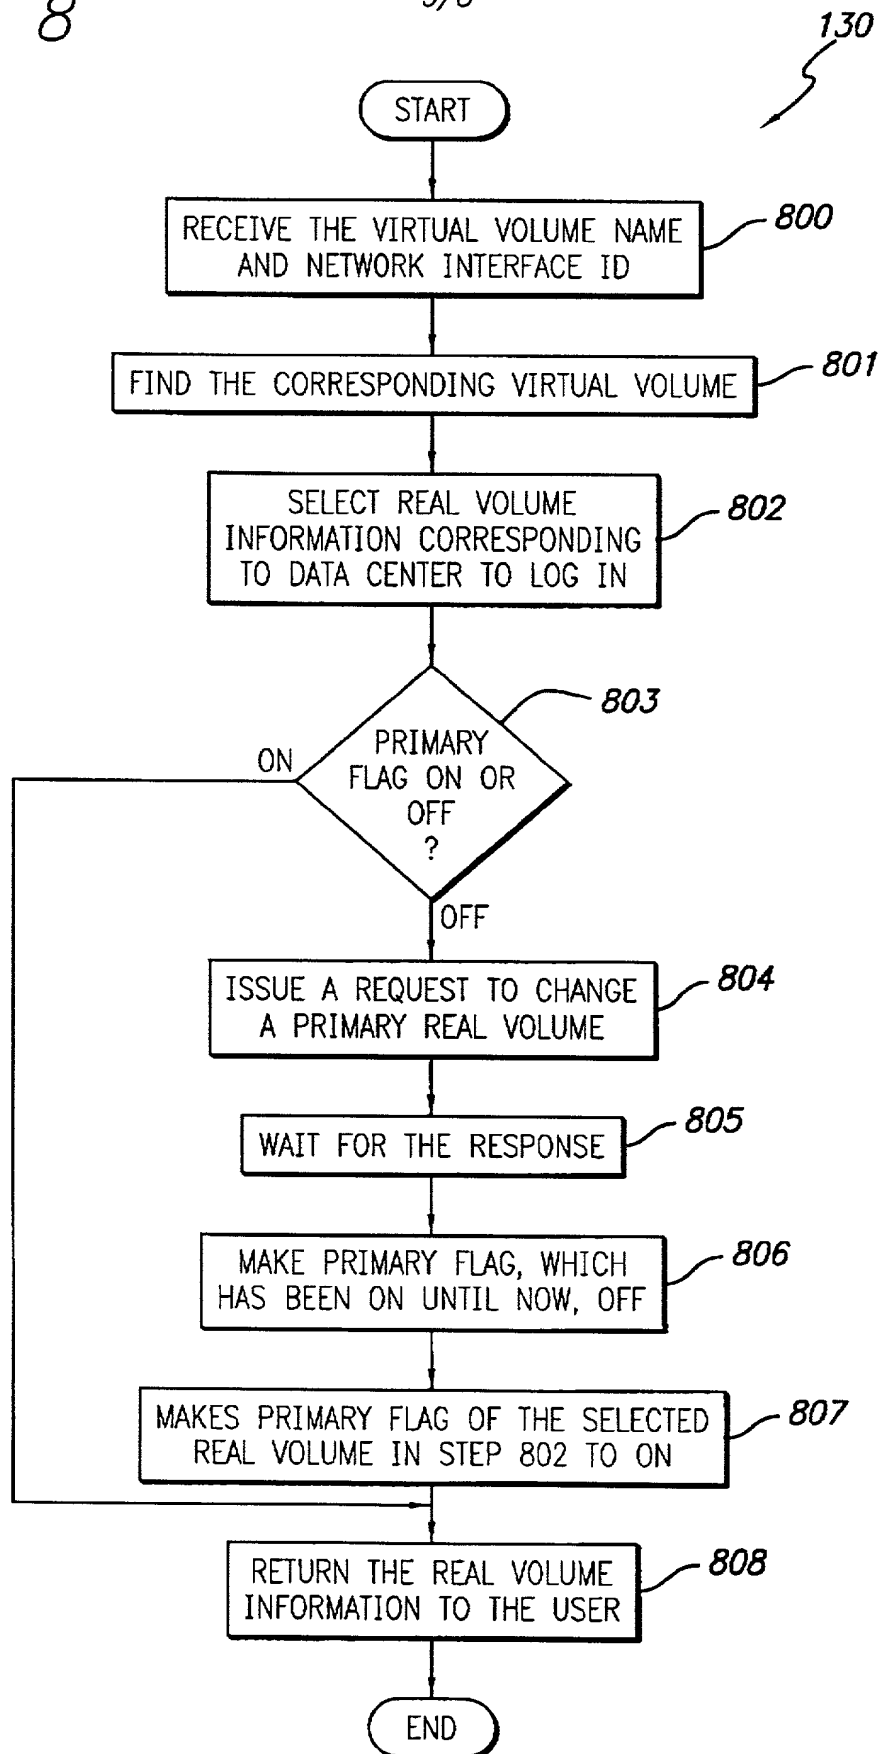 8
130
START
RECEIVE THE VIRTUAL VOLUME NAME
AND NETWORK INTERFACE ID
800
FIND THE CORRESPONDING VIRTUAL VOLUME
801
SELECT REAL VOLUME
INFORMATION CORRESPONDING
TO DATA CENTER TO LOG IN
802
803
PRIMARY
FLAG ON OR
OFF
?
ON
OFF
ISSUE A REQUEST TO CHANGE
A PRIMARY REAL VOLUME
804
WAIT FOR THE RESPONSE
805
MAKE PRIMARY FLAG, WHICH
HAS BEEN ON UNTIL NOW, OFF
806
MAKES PRIMARY FLAG OF THE SELECTED
REAL VOLUME IN STEP 802 TO ON
807
RETURN THE REAL VOLUME
INFORMATION TO THE USER
808
END